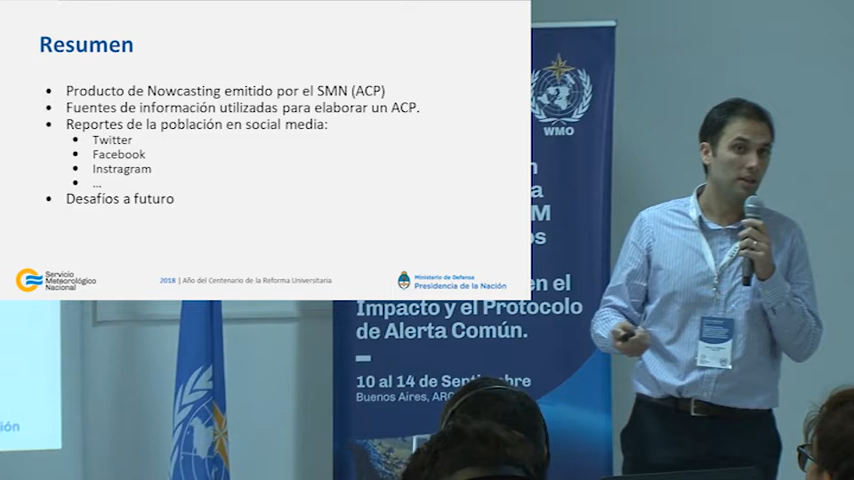 Resumen
• Producto de Nowcasting emitido por el SMN (ACP)
• Fuentes de información utilizadas para elaborar un ACP.
• Reportes de la población en social media:
• Twitter
• Facebook
• Instragram
• ...
• Desafíos a futuro
Servicio
Meteorológico
Nacional
2018 | Año del Centenario de la Reforma Universitaria
Ministerio de Defensa
Presidencia de la Nación
WMO
en el
Impacto y el Protocolo
de Alerta Común.
10 al 14 de Septiembre
Buenos Aires,